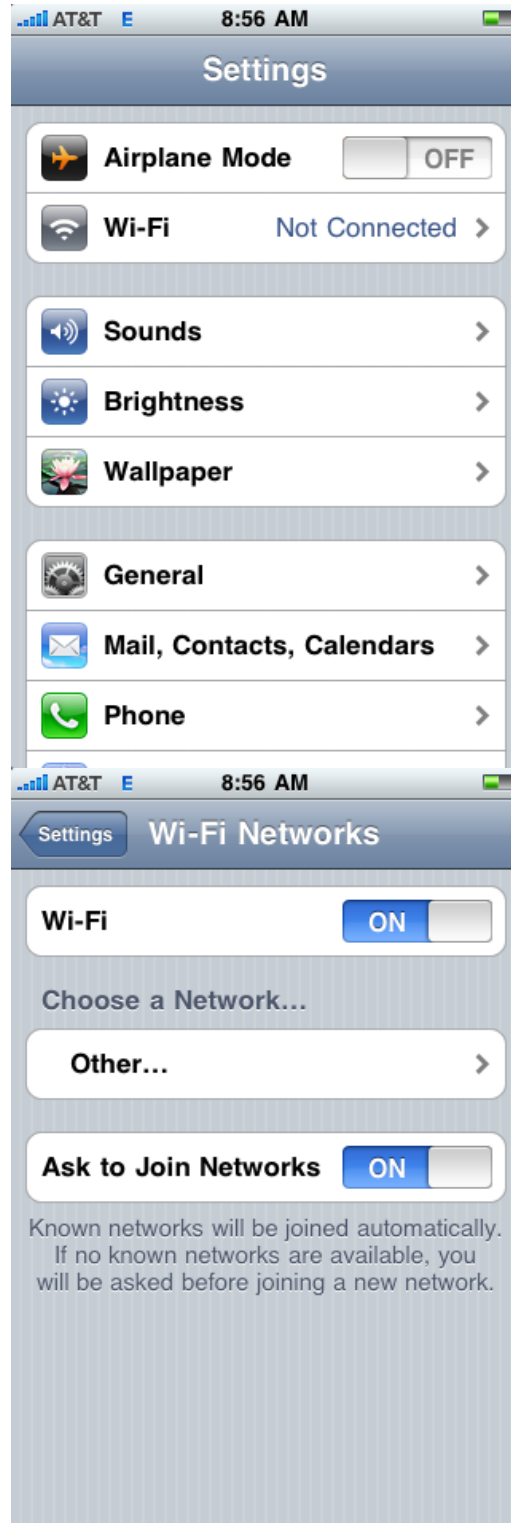 AT&T E 8:56 AM
Settings
Airplane Mode OFF
Wi-Fi Not Connected
Sounds
Brightness
Wallpaper
General
Mail, Contacts, Calendars
Phone
AT&T E 8:56 AM
Settings Wi-Fi Networks
Wi-Fi ON
Choose a Network...
Other...
Ask to Join Networks ON
Known networks will be joined automatically.
If no known networks are available, you
will be asked before joining a new network.